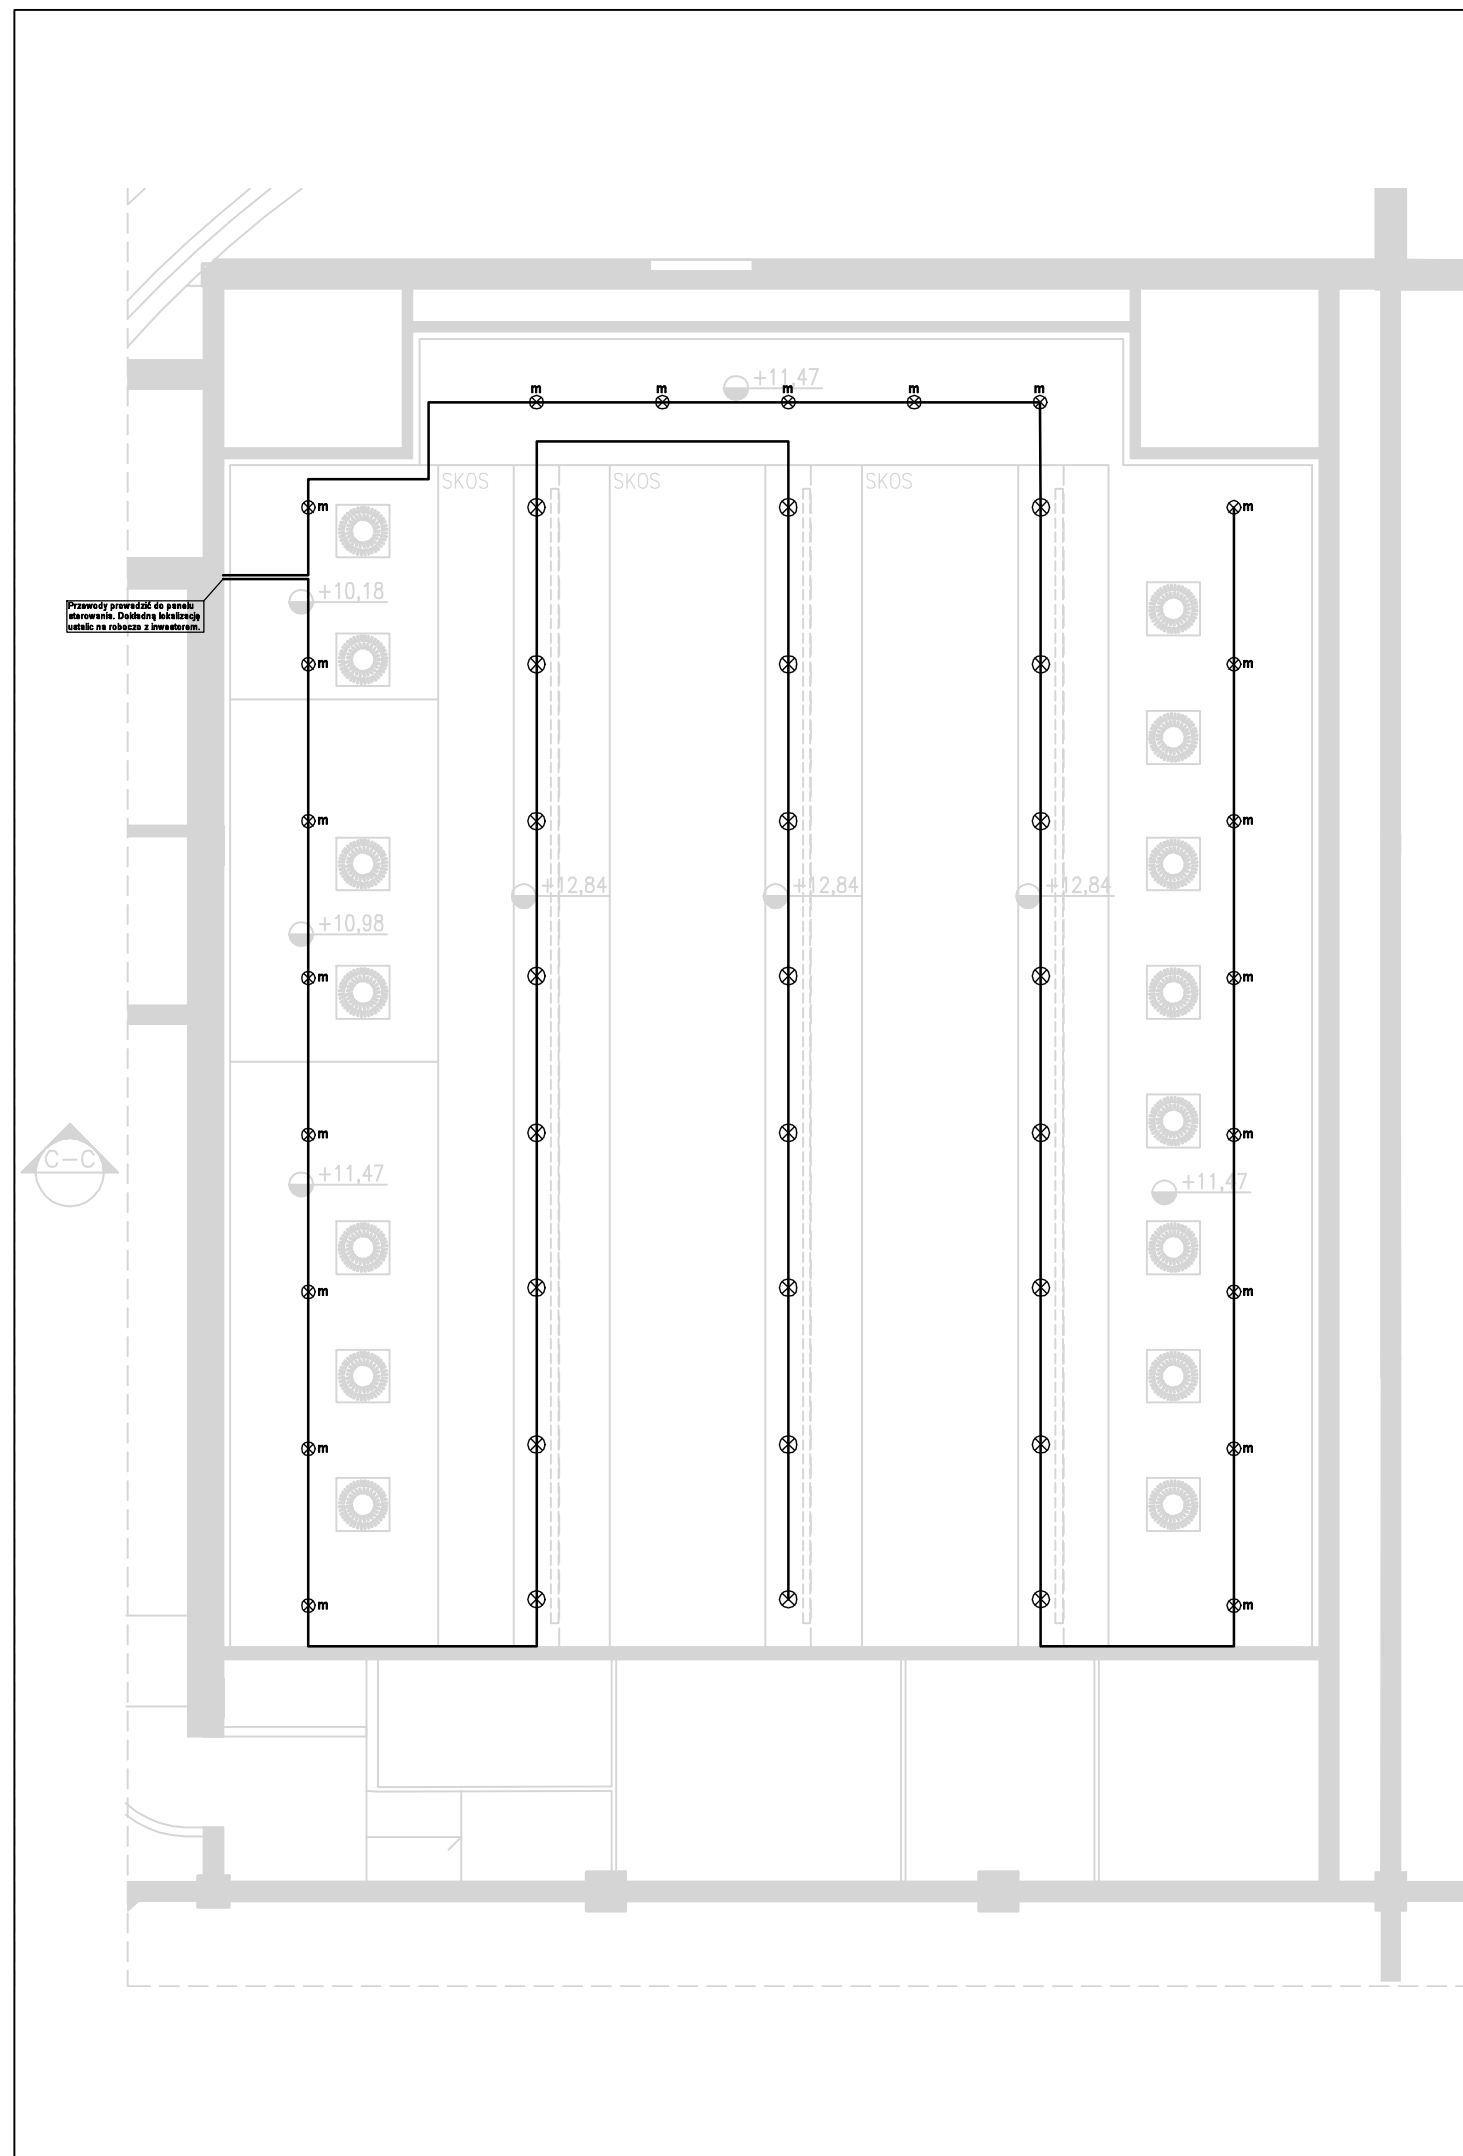 +11,47
m m m m m
SKOS SKOS SKOS
m m
+10,18
Przewody prowadzić do panelu
sterowania. Dokładną lokalizację
ustalic na roboczo z inwestorem.
m m
m m
+12,84 +12,84 +12,84
+10,98
m m
m m
C-C
+11,47 +11,47
m m
m m
m m